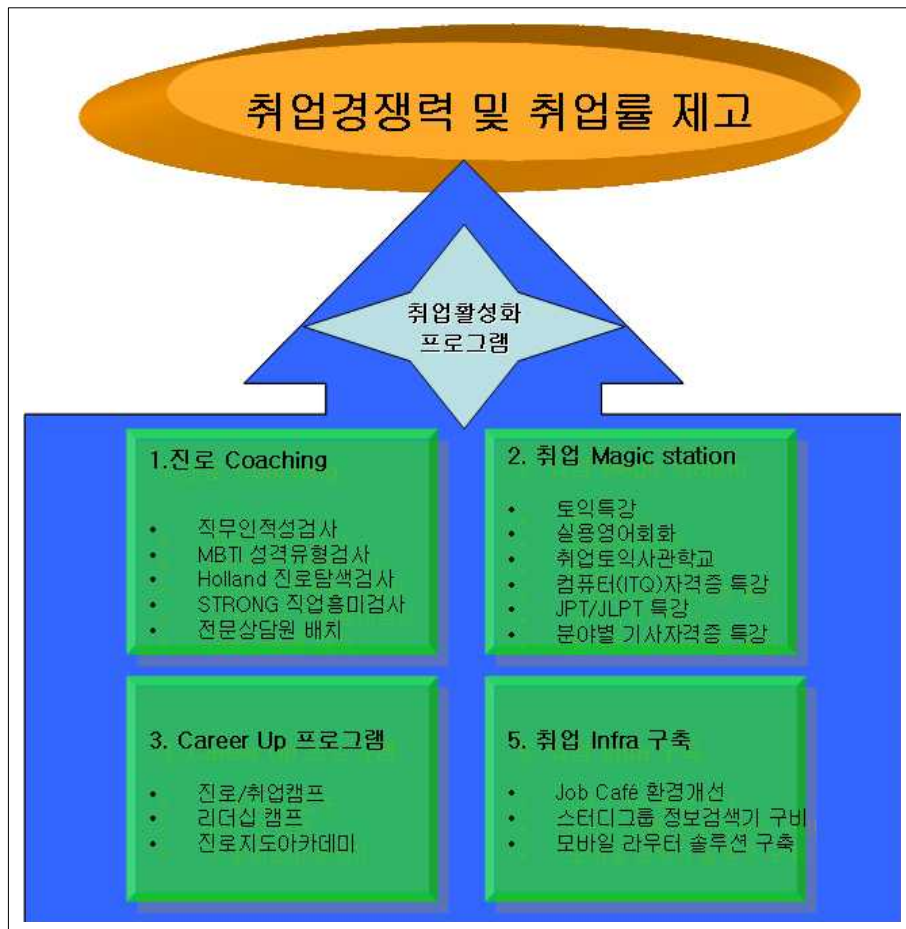 취업경쟁력 및 취업률 제고
취업활성화
프로그램
1.진로 Coaching
• 직무인적성검사
• MBTI 성격유형검사
• Holland 진로탐색검사
• STRONG 직업흥미검사
• 전문상담원 배치
2. 취업 Magic station
• 토익특강
• 실용영어회화
• 취업토익사관학교
• 컴퓨터(ITQ)자격증 특강
• JPT/JLPT 특강
• 분야별 기사자격증 특강
3. Career Up 프로그램
• 진로/취업캠프
• 리더십 캠프
• 진로지도아카데미
5. 취업 Infra 구축
• Job Café 환경개선
• 스터디그룹 정보검색기 구비
• 모바일 라우터 솔루션 구축